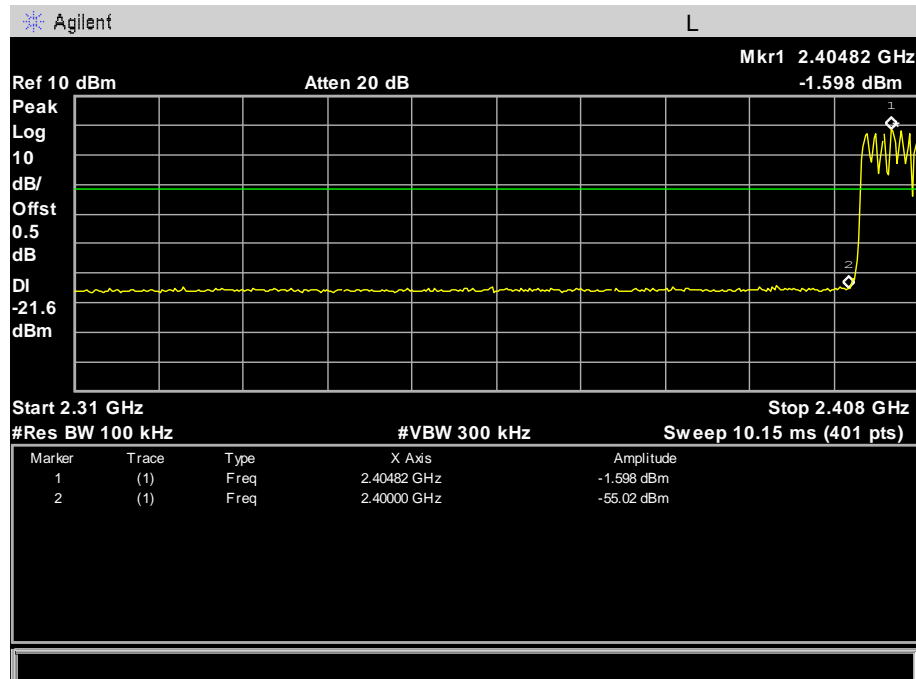 Agilent L
Mkr1 2.40482 GHz
Ref 10 dBm Atten 20 dB -1.598 dBm
Peak
Log
10
dB/
Offst
0.5
dB
DI
-21.6
dBm
1
2
Start 2.31 GHz Stop 2.408 GHz
#Res BW 100 kHz #VBW 300 kHz Sweep 10.15 ms (401 pts)
Marker Trace Type X Axis Amplitude
1 (1) Freq 2.40482 GHz -1.598 dBm
2 (1) Freq 2.40000 GHz -55.02 dBm